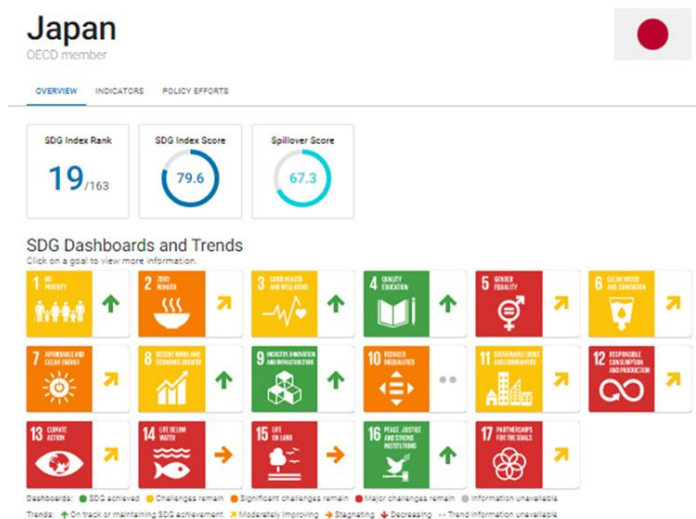 Japan
OECD member
OVERVIEW INDICATORS POLICY EFFORTS
SDG Index Rank SDG Index Score Spillover Score
19/163 79.6 67.3
SDG Dashboards and Trends
Click on a goal to view more information.
1 NO POVERTY
2 ZERO HUNGER
3 GOOD HEALTH AND WELL-BEING
4 QUALITY EDUCATION
5 GENDER EQUALITY
6 CLEAN WATER AND SANITATION
7 AFFORDABLE AND CLEAN ENERGY
8 DECENT WORK AND ECONOMIC GROWTH
9 INDUSTRY, INNOVATION AND INFRASTRUCTURE
10 REDUCED INEQUALITIES
11 SUSTAINABLE CITIES AND COMMUNITIES
12 RESPONSIBLE CONSUMPTION AND PRODUCTION
13 CLIMATE ACTION
14 LIFE BELOW WATER
15 LIFE ON LAND
16 PEACE, JUSTICE AND STRONG INSTITUTIONS
17 PARTNERSHIPS FOR THE GOALS
Dashboards: SDG achieved Challenges remain Significant challenges remain Major challenges remain Information unavailable
Trends: On track or maintaining SDG achievement Moderately improving Stagnating Decreasing Trend information unavailable